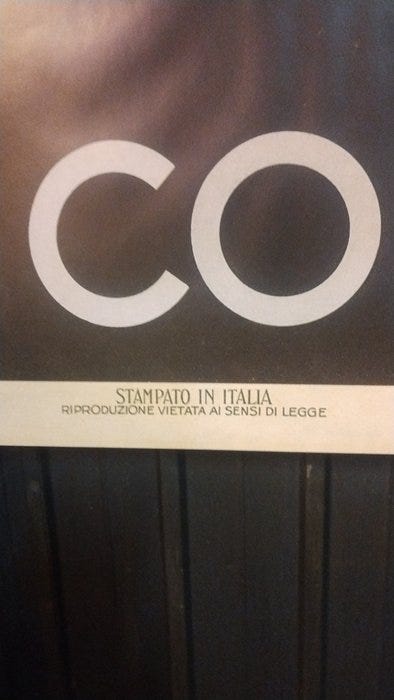 CO
STAMPATO IN ITALIA
RIPRODUZIONE VIETATA AI SENSI DI LEGGE